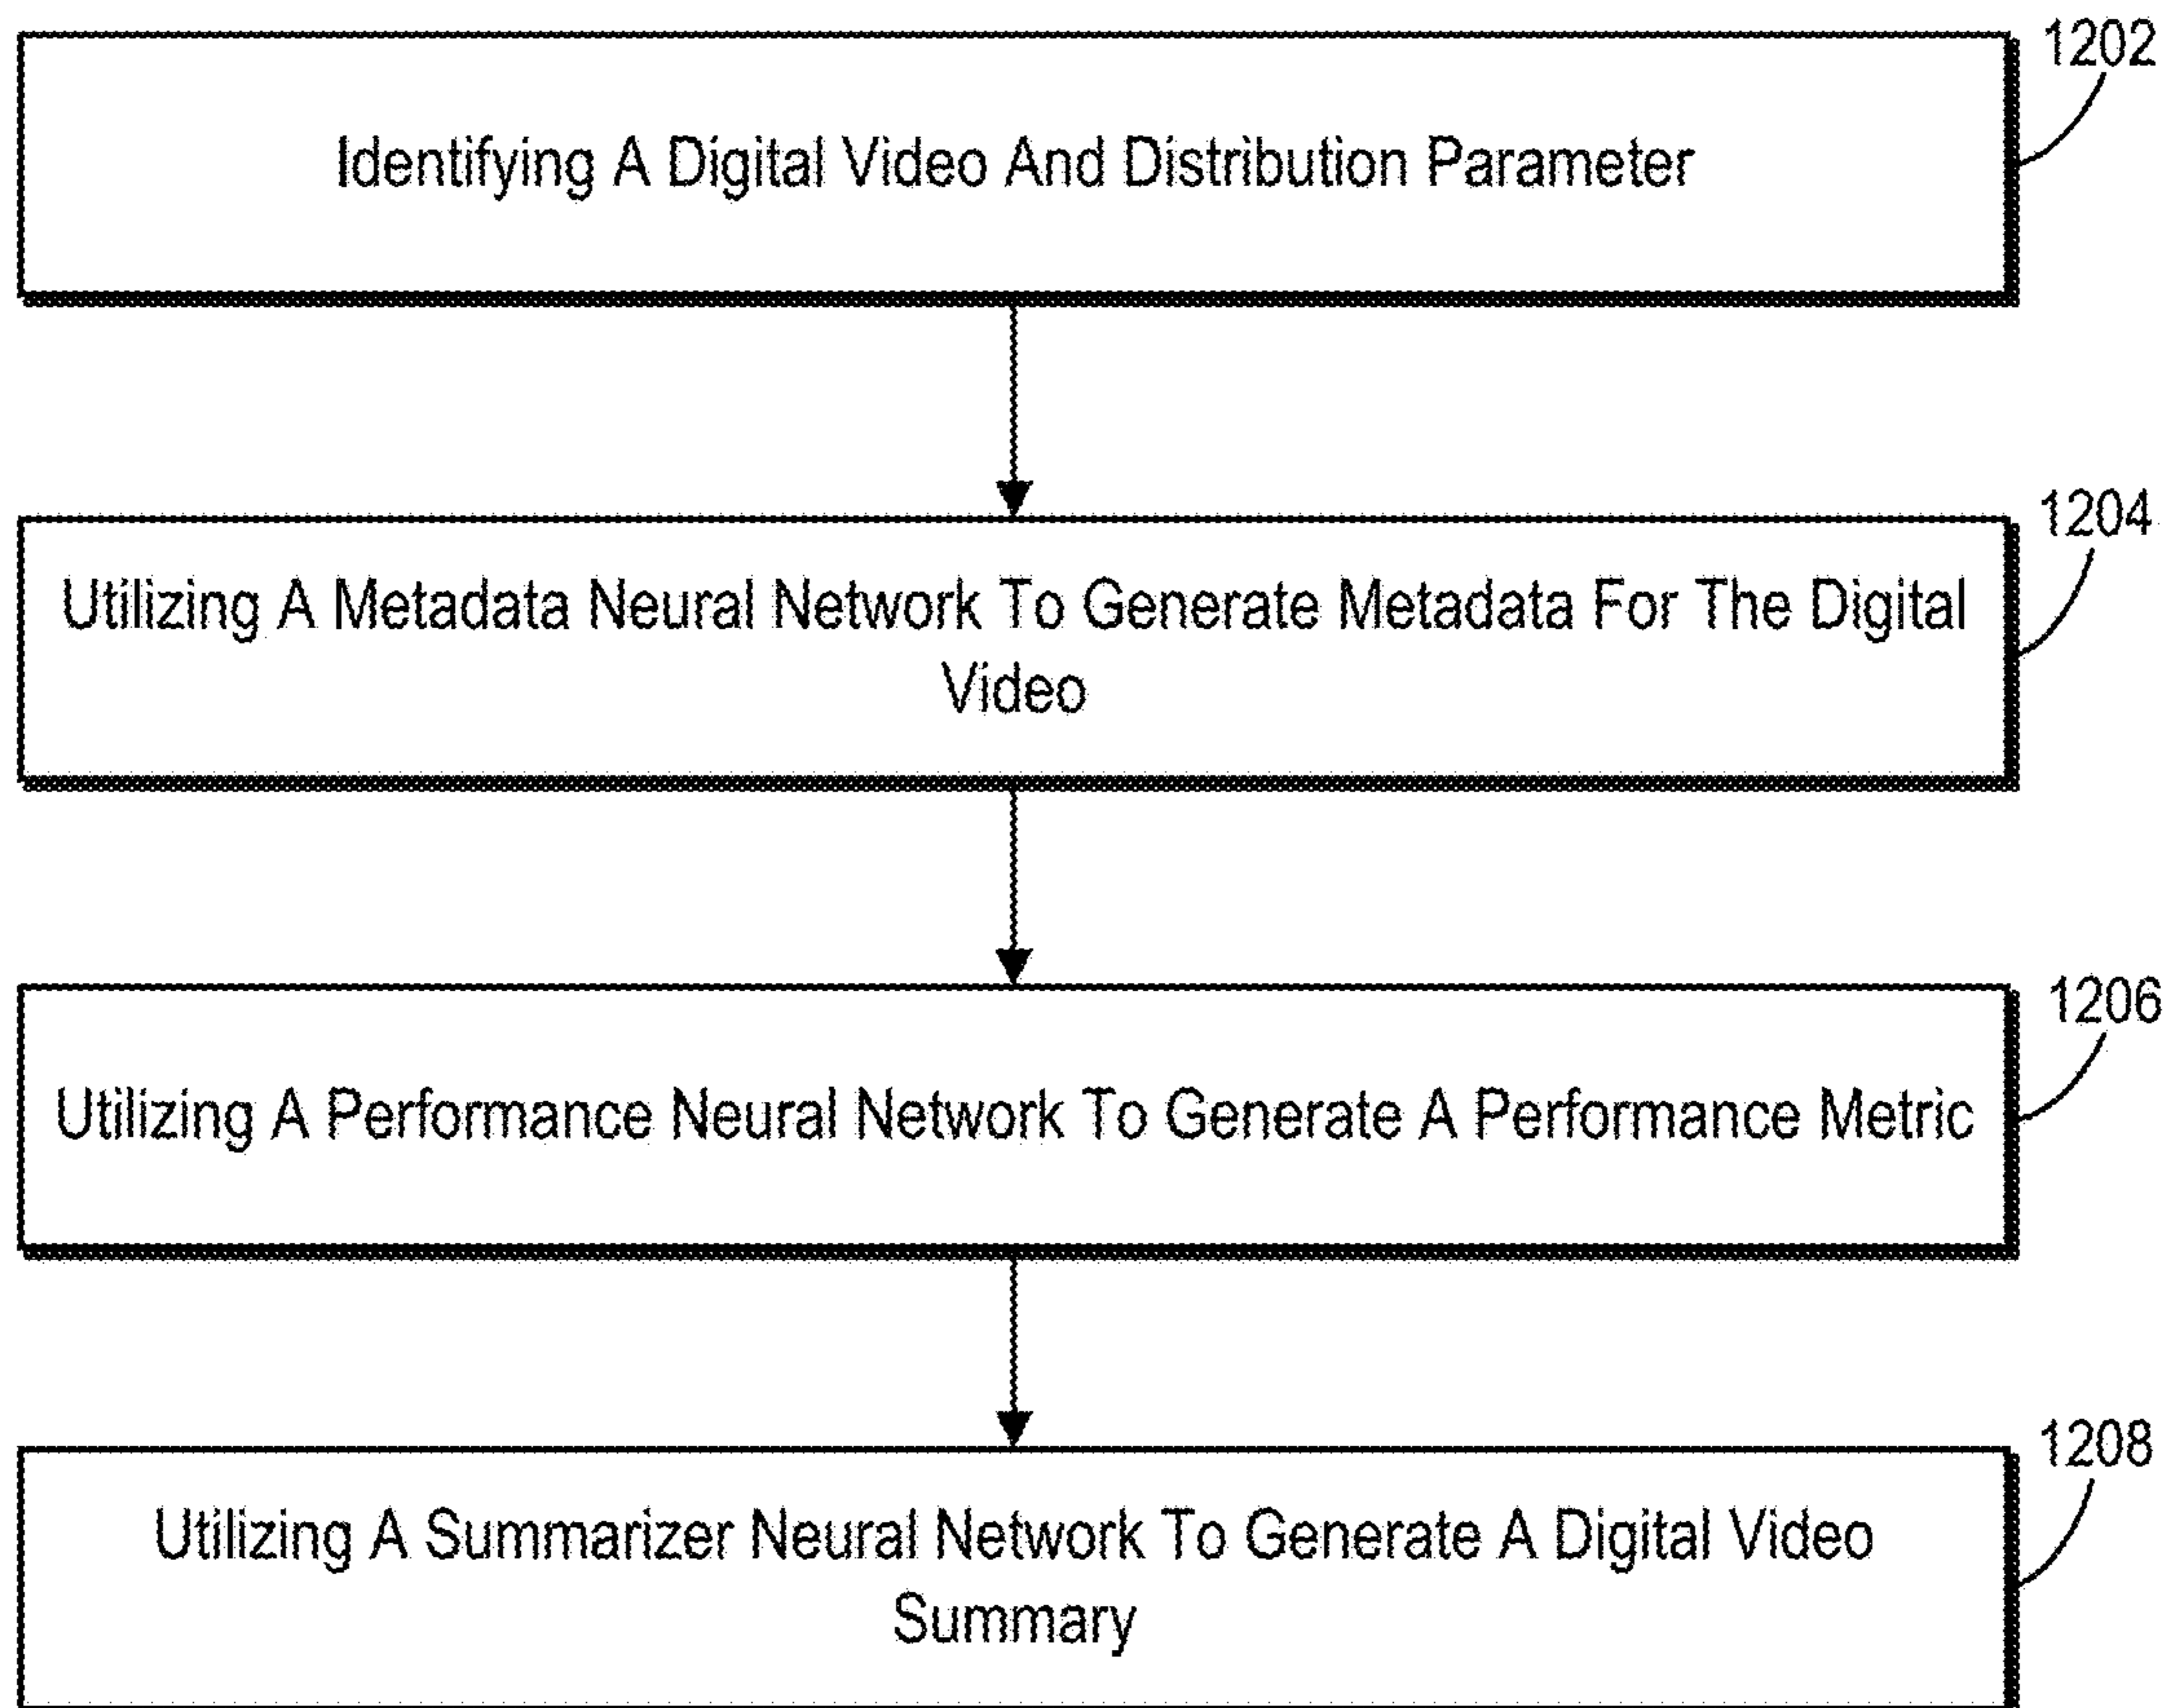 1202
Identifying A Digital Video And Distribution Parameter
1204
Utilizing A Metadata Neural Network To Generate Metadata For The Digital
Video
1206
Utilizing A Performance Neural Network To Generate A Performance Metric
1208
Utilizing A Summarizer Neural Network To Generate A Digital Video
Summary